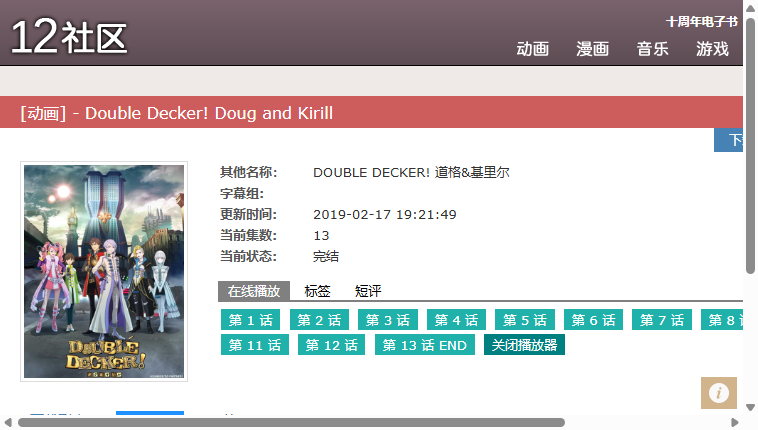 12社区
十周年电子书
动画 漫画 音乐 游戏
[动画] - Double Decker! Doug and Kirill
DOUBLE DECKER!
其他名称: DOUBLE DECKER! 道格&基里尔
字幕组:
更新时间: 2019-02-17 19:21:49
当前集数: 13
当前状态: 完结
在线播放 标签 短评
第 1 话 第 2 话 第 3 话 第 4 话 第 5 话 第 6 话 第 7 话 第 8
第 11 话 第 12 话 第 13 话 END 关闭播放器